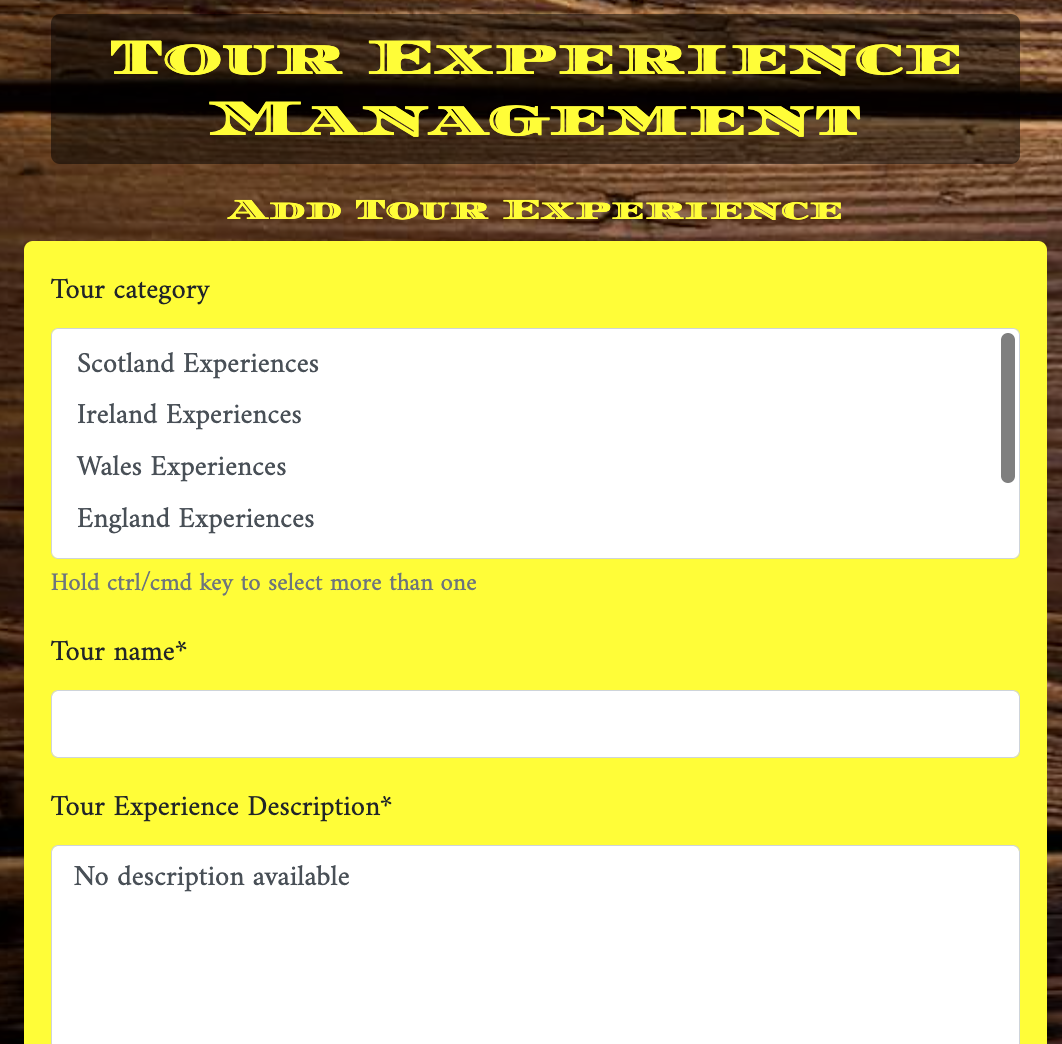 Tour Experience
Management
Add Tour Experience
Tour category
Scotland Experiences
Ireland Experiences
Wales Experiences
England Experiences
Hold ctrl/cmd key to select more than one
Tour name*
Tour Experience Description*
No description available